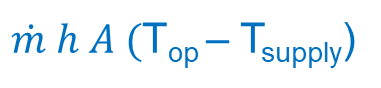 ṁ h A (Tₒₚ – Tsupply)